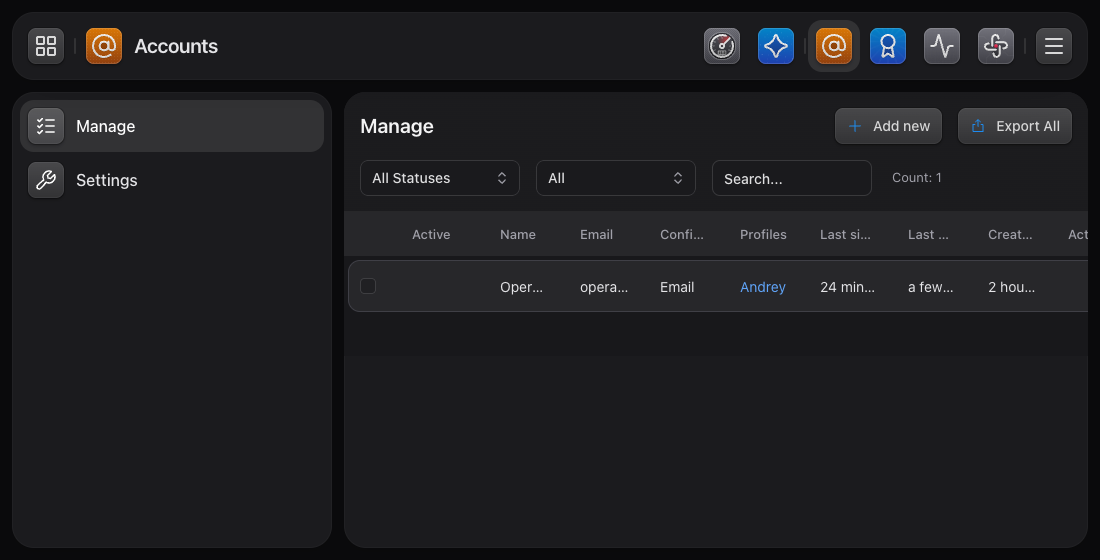 Accounts
Manage
Settings
Manage
Add new
Export All
All Statuses
All
Search...
Count: 1
Active Name Email Confi... Profiles Last si... Last ... Creat... Act
Oper... opera... Email Andrey 24 min... a few... 2 hou...